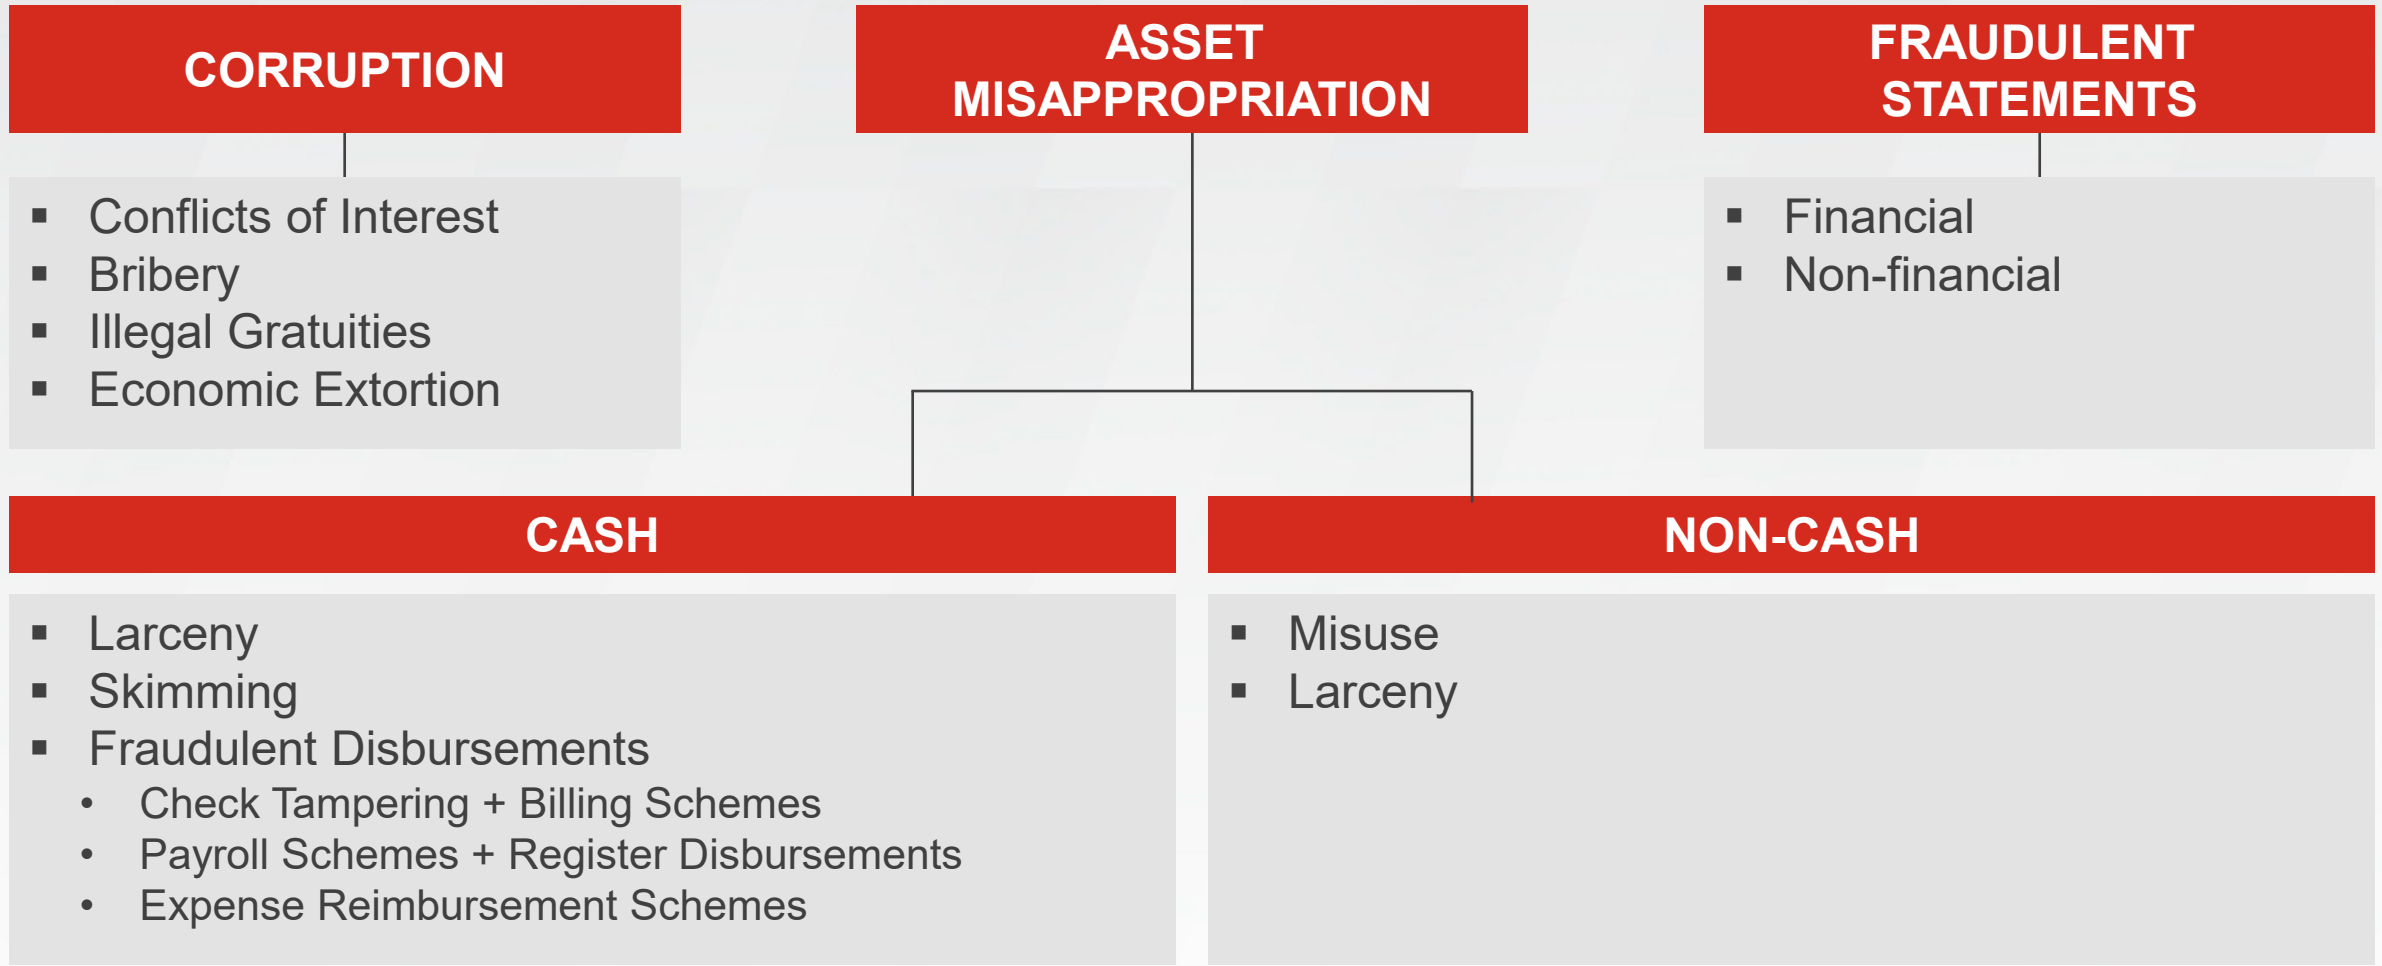 CORRUPTION
ASSET
MISAPPROPRIATION
FRAUDULENT
STATEMENTS
Conflicts of Interest
Bribery
Illegal Gratuities
Economic Extortion
Financial
Non-financial
CASH
Larceny
Skimming
Fraudulent Disbursements
Check Tampering + Billing Schemes
Payroll Schemes + Register Disbursements
Expense Reimbursement Schemes
NON-CASH
Misuse
Larceny